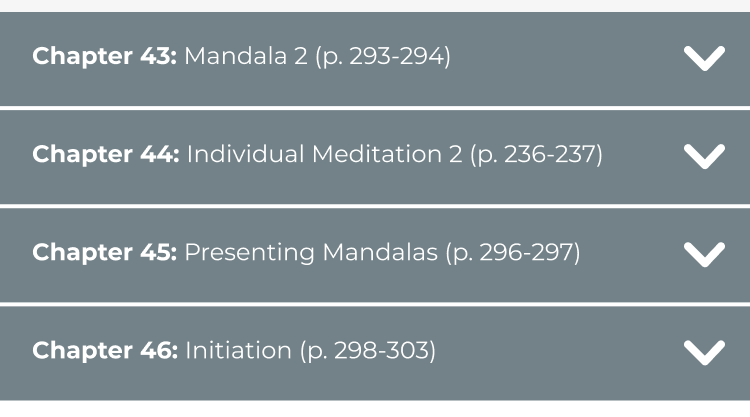 Chapter 43: Mandala 2 (p. 293-294)
Chapter 44: Individual Meditation 2 (p. 236-237)
Chapter 45: Presenting Mandalas (p. 296-297)
Chapter 46: Initiation (p. 298-303)